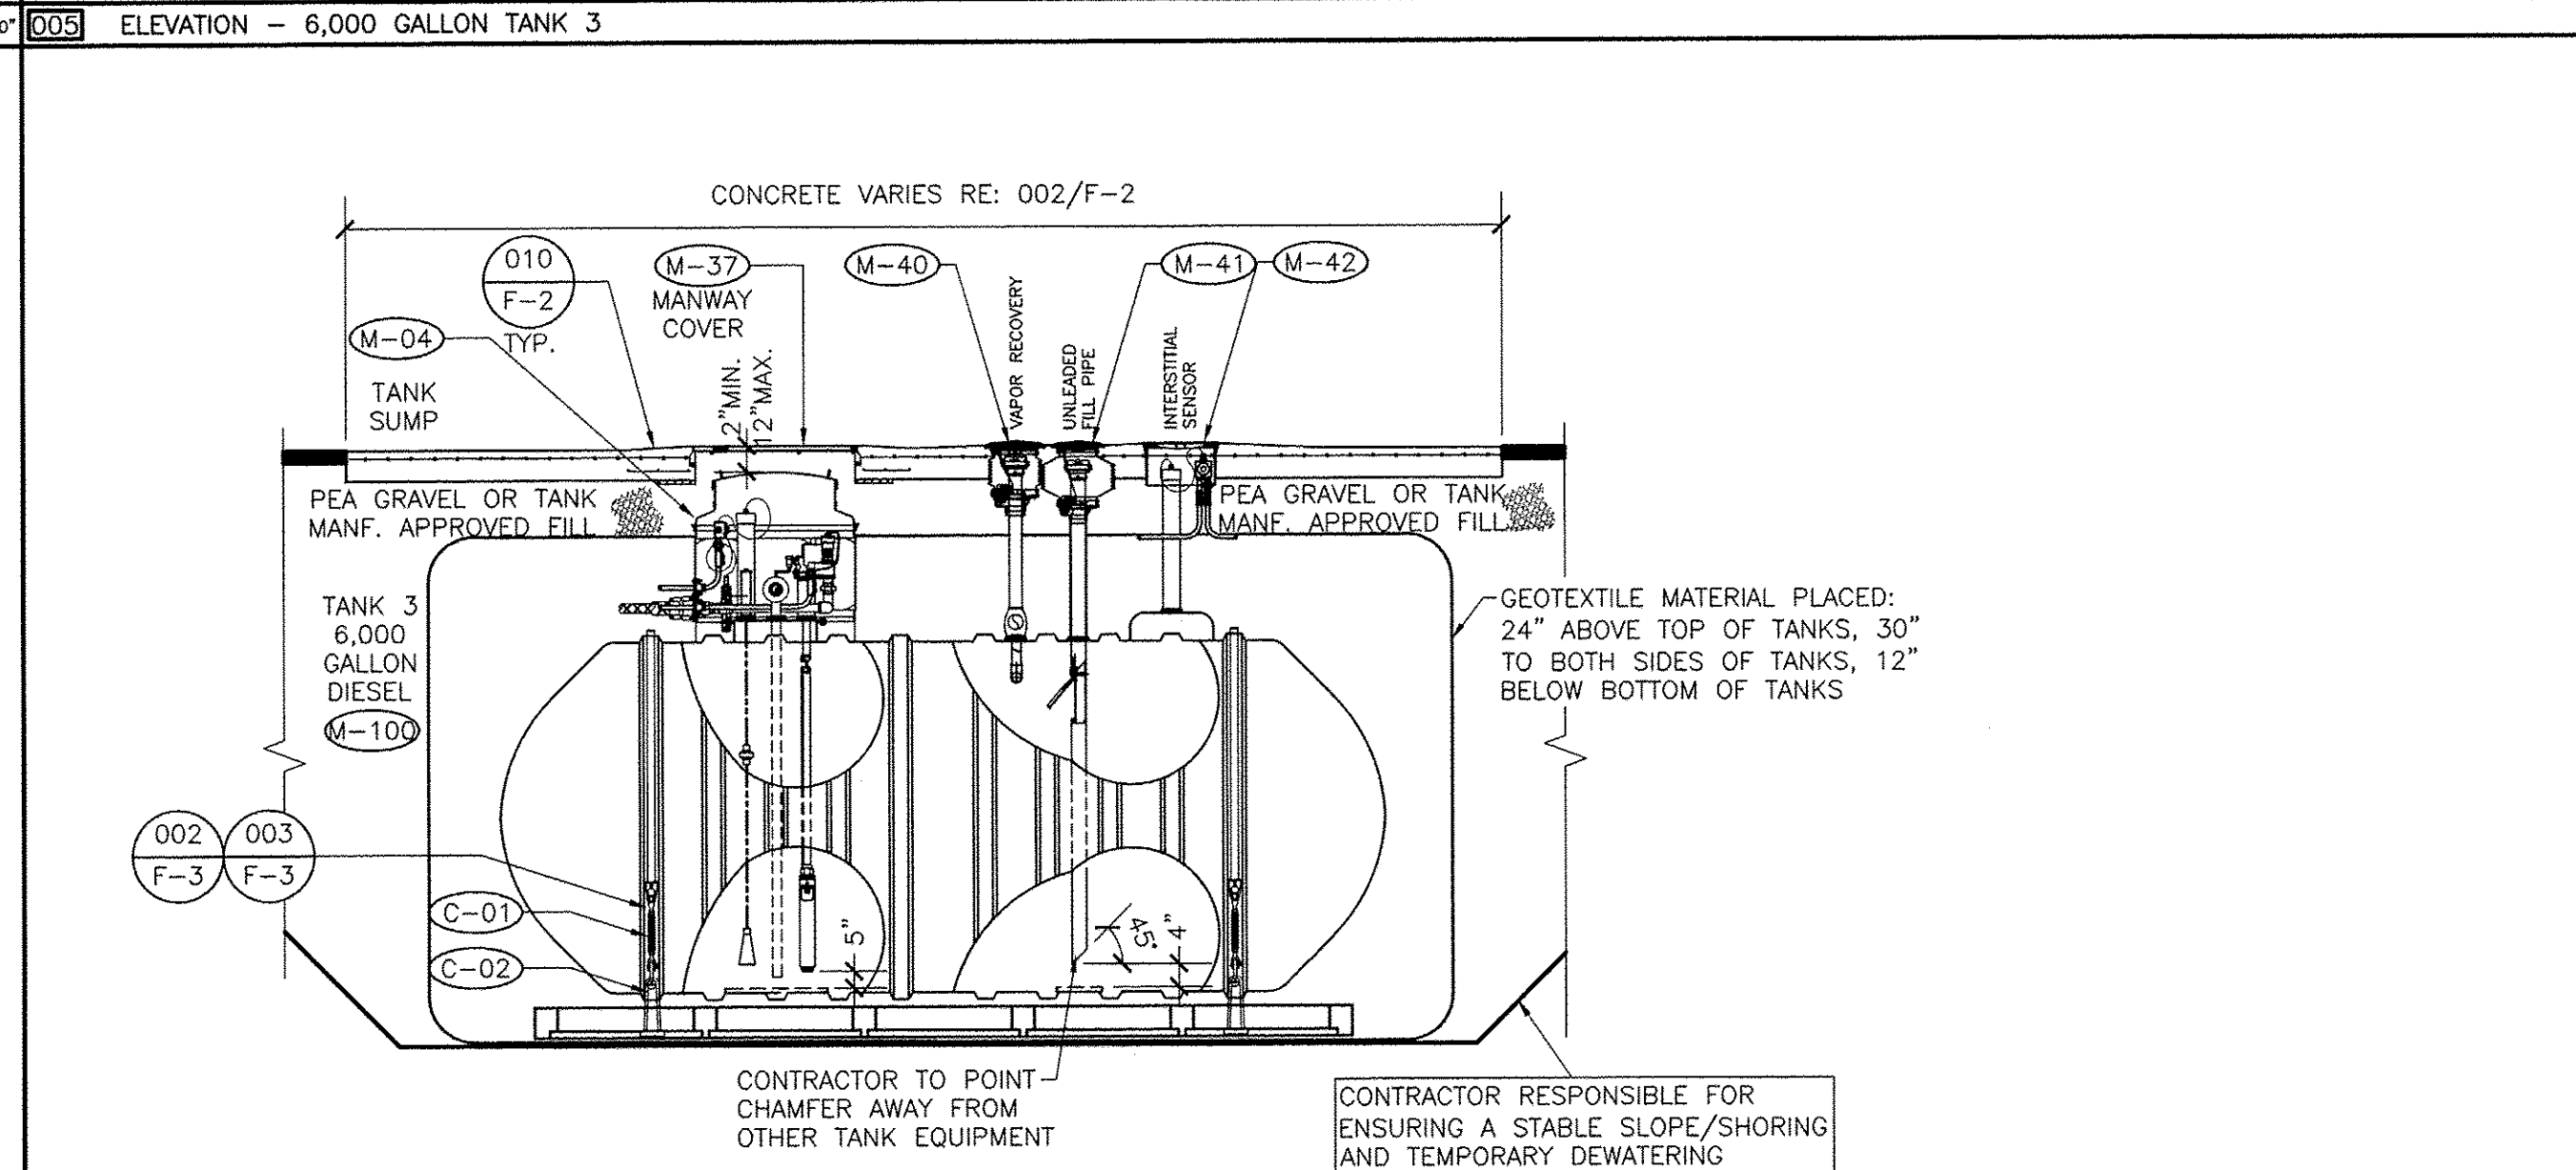 0"
005 ELEVATION - 6,000 GALLON TANK 3
CONCRETE VARIES RE: 002/F-2
010
F-2
TYP.
M-37
MANWAY
COVER
M-40
M-41
M-42
M-04
TANK
SUMP
2"MIN.
12"MAX.
VAPOR RECOVERY
UNLEADED
FILL PIPE
INTERSTITIAL
SENSOR
PEA GRAVEL OR TANK
MANF. APPROVED FILL
PEA GRAVEL OR TANK
MANF. APPROVED FILL
TANK 3
6,000
GALLON
DIESEL
M-100
GEOTEXTILE MATERIAL PLACED:
24" ABOVE TOP OF TANKS, 30"
TO BOTH SIDES OF TANKS, 12"
BELOW BOTTOM OF TANKS
002
F-3
003
F-3
C-01
C-02
5"
45°
4"
CONTRACTOR TO POINT
CHAMFER AWAY FROM
OTHER TANK EQUIPMENT
CONTRACTOR RESPONSIBLE FOR
ENSURING A STABLE SLOPE/SHORING
AND TEMPORARY DEWATERING